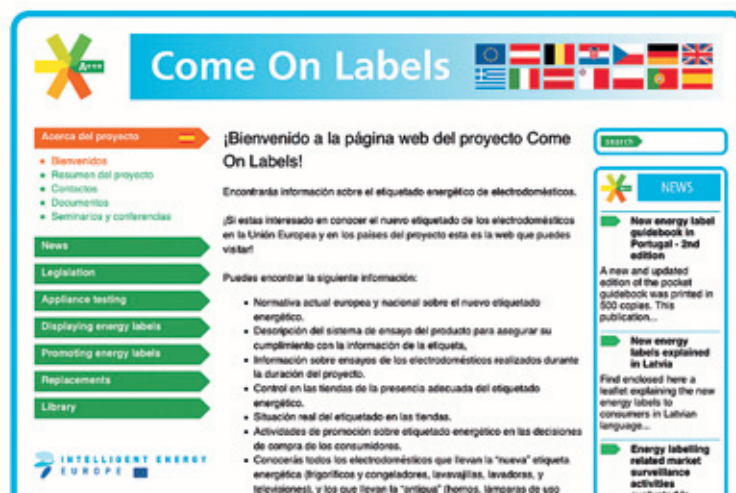 Come On Labels
Acerca del proyecto
Bienvenidos
Resumen del proyecto
Contactos
Documentos
Seminarios y conferencias
News
Legislation
Appliance testing
Displaying energy labels
Promoting energy labels
Replacements
Library
INTELLIGENT ENERGY
EUROPE
¡Bienvenido a la página web del proyecto Come
On Labels!
Encontrarás información sobre el etiquetado energético de electrodomésticos.
¡Si estas interesado en conocer el nuevo etiquetado de los electrodomésticos
en la Unión Europea y en los países del proyecto esta es la web que puedes
visitar!
Puedes encontrar la siguiente información:
Normativa actual europea y nacional sobre el nuevo etiquetado
energético.
Descripción del sistema de ensayo del producto para asegurar su
cumplimiento con la información de la etiqueta,
Información sobre ensayos de los electrodomésticos realizados durante
la duración del proyecto.
Control en las tiendas de la presencia adecuada del etiquetado
energético.
Situación real del etiquetado en las tiendas.
Actividades de promoción sobre etiquetado energético en las decisiones
de compra de los consumidores.
Conocerás todos los electrodomésticos que llevan la "nueva" etiqueta
energética (frigoríficos y congeladores, lavavajillas, lavadoras, y
televisiones), y los que llevan la "antigua" (hornos, lámparas de uso
search
NEWS
New energy label
guidebook in
Portugal - 2nd
edition
A new and updated
edition of the pocket
guidebook was printed in
500 copies. This
publication...
New energy
labels explained
in Latvia
Find enclosed here a
leaflet explaining the new
energy labels to
consumers in Latvian
language...
Energy labelling
related market
surveillance
activities